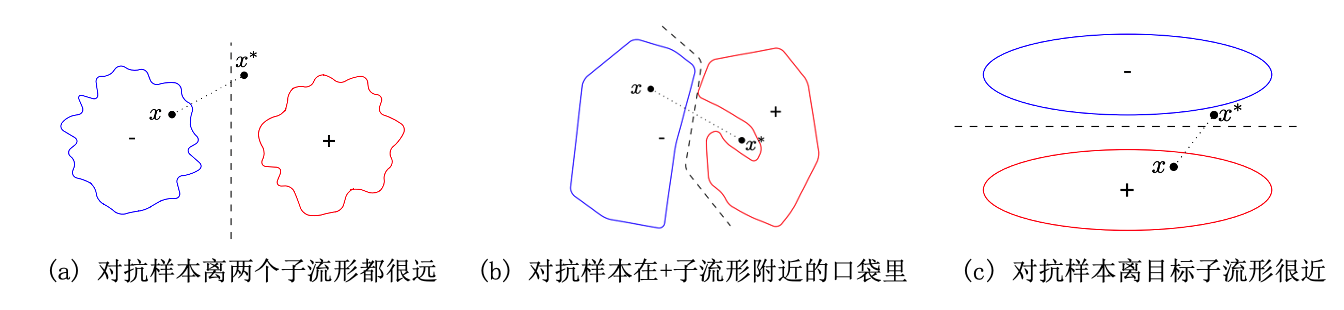 x*
x
-
+
(a) 对抗样本离两个子流形都很远
x
-
+
x*
(b) 对抗样本在+子流形附近的口袋里
-
x*
x
+
(c) 对抗样本离目标子流形很近